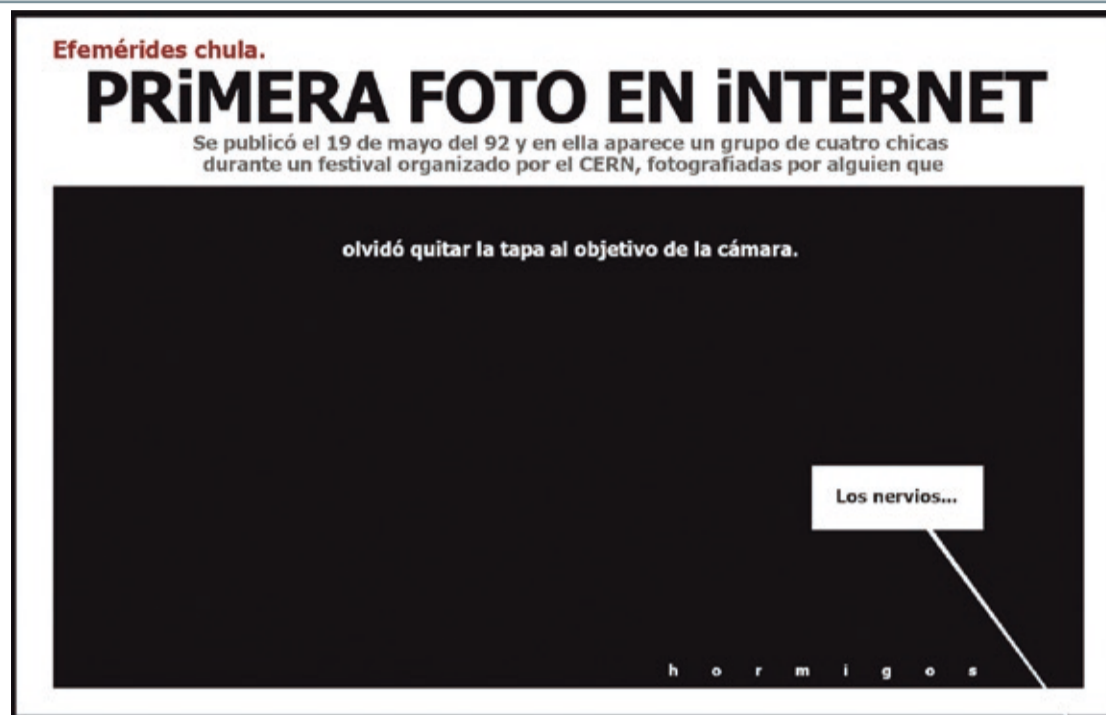 Efemérides chula.
PRiMERA FOTO EN iNTERNET
Se publicó el 19 de mayo del 92 y en ella aparece un grupo de cuatro chicas
durante un festival organizado por el CERN, fotografiadas por alguien que
olvidó quitar la tapa al objetivo de la cámara.
Los nervios...
hormigos